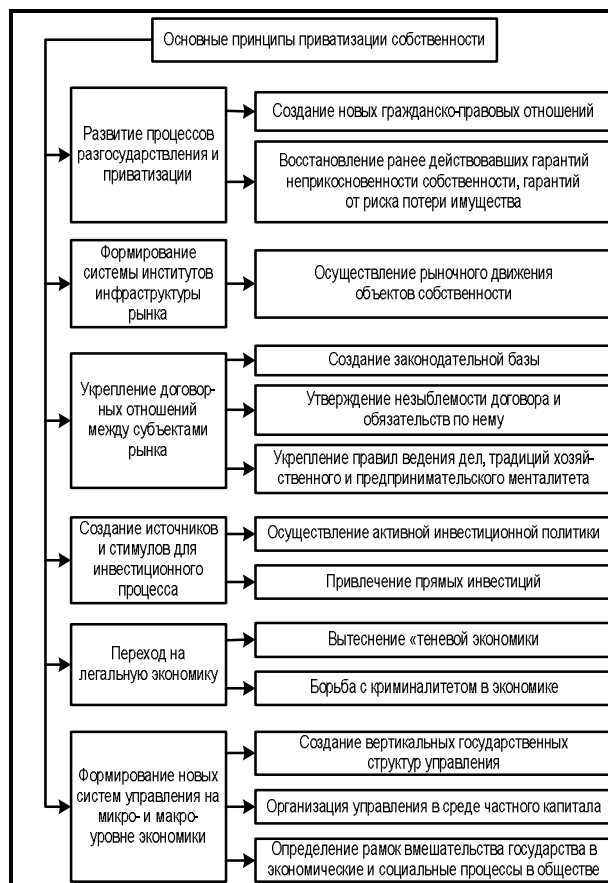 Основные принципы приватизации собственности
Развитие процессов
разгосударствления и
приватизации
Создание новых гражданско-правовых отношений
Восстановление ранее действовавших гарантий
неприкосновенности собственности, гарантий
от риска потери имущества
Формирование
системы институтов
инфраструктуры
рынка
Осуществление рыночного движения
объектов собственности
Укрепление договор-
ных отношений
между субъектами
рынка
Создание законодательной базы
Утверждение незыблемости договора и
обязательств по нему
Укрепление правил ведения дел, традиций хозяй-
ственного и предпринимательского менталитета
Создание источников
и стимулов для
инвестиционного
процесса
Осуществление активной инвестиционной политики
Привлечение прямых инвестиций
Переход на
легальную экономику
Вытеснение «теневой экономики
Борьба с криминалитетом в экономике
Формирование новых
систем управления на
микро- и макро-
уровне экономики
Создание вертикальных государственных
структур управления
Организация управления в среде частного капитала
Определение рамок вмешательства государства в
экономические и социальные процессы в обществе